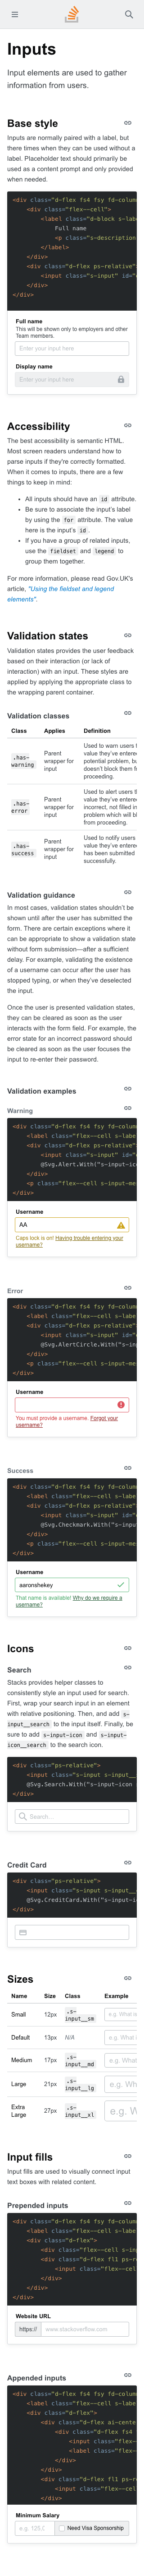 Inputs
Input elements are used to gather
information from users.
Base style
Inputs are normally paired with a label, but
there are times when they can be used without a
label. Placeholder text should primarily be
used as a content prompt and only provided
when needed.
<div class="d-flex fs4 fsy fd-column
<div class="flex--cell">
<label class="d-block s-labe
Full name
<p class="s-description
</label>
</div>
<div class="d-flex ps-relative"
<input class="s-input" id="
</div>
</div>
Full name
This will be shown only to employers and other
Team members.
Enter your input here
Display name
Enter your input here
Accessibility
The best accessibility is semantic HTML.
Most screen readers understand how to
parse inputs if they're correctly formatted.
When it comes to inputs, there are a few
things to keep in mind:
• All inputs should have an id attribute.
• Be sure to associate the input's label
by using the for attribute. The value
here is the input's id .
• If you have a group of related inputs,
use the fieldset and legend to
group them together.
For more information, please read Gov.UK's
article, "Using the fieldset and legend
elements".
Validation states
Validation states provides the user feedback
based on their interaction (or lack of
interaction) with an input. These styles are
applied by applying the appropriate class to
the wrapping parent container.
Validation classes
Class Applies Definition
.has-
warning
Parent
wrapper for
input
Used to warn users t
value they've entere
potential problem, bu
doesn't block them f
proceeding.
.has-
error
Parent
wrapper for
input
Used to alert users t
value they've entere
incorrect, not filled in
problem which will bl
from proceeding.
.has-
success
Parent
wrapper for
input
Used to notify users
value they've entere
has been submitted
successfully.
Validation guidance
In most cases, validation states shouldn't be
shown until after the user has submitted the
form. There are certain exceptions where it
can be appropriate to show a validation state
without form submission—after a sufficient
delay. For example, validating the existence
of a username can occur after the user has
stopped typing, or when they've deselected
the input.
Once the user is presented validation states,
they can be cleared as soon as the user
interacts with the form field. For example, the
error state for an incorrect password should
be cleared as soon as the user focuses the
input to re-enter their password.
Validation examples
Warning
<div class="d-flex fs4 fsy fd-column
<label class="flex--cell s-label
<div class="d-flex ps-relative"
<input class="s-input" id="
@Svg.Alert.With("s-input-ico
</div>
<p class="flex--cell s-input-mes
</div>
Username
AA
Caps lock is on! Having trouble entering your
username?
Error
<div class="d-flex fs4 fsy fd-column
<label class="flex--cell s-label
<div class="d-flex ps-relative"
<input class="s-input" id="
@Svg.AlertCircle.With("s-inp
</div>
<p class="flex--cell s-input-mes
</div>
Username
You must provide a username. Forgot your
username?
Success
<div class="d-flex fs4 fsy fd-column
<label class="flex--cell s-label
<div class="d-flex ps-relative"
<input class="s-input" id="
@Svg.Checkmark.With("s-input
</div>
<p class="flex--cell s-input-mes
</div>
Username
aaronshekey
That name is available! Why do we require a
username?
Icons
Search
Stacks provides helper classes to
consistently style an input used for search.
First, wrap your search input in an element
with relative positioning. Then, and add s-
input__search to the input itself. Finally, be
sure to add s-input-icon and s-input-
icon__search to the search icon.
<div class="ps-relative">
<input class="s-input s-input__
@Svg.Search.With("s-input-icon
</div>
Search…
Credit Card
<div class="ps-relative">
<input class="s-input s-input__
@Svg.CreditCard.With("s-input-i
</div>
Sizes
Name Size Class Example
Small 12px .s-
input__sm
e.g. What is
Default 13px N/A e.g. What i
Medium 17px .s-
input__md
e.g. What
Large 21px .s-
input__lg
e.g. Wh
Extra
Large
27px .s-
input__xl
e.g. W
Input fills
Input fills are used to visually connect input
text boxes with related content.
Prepended inputs
<div class="d-flex fs4 fsy fd-column
<label class="flex--cell s-label
<div class="d-flex">
<div class="flex--cell s-inp
<div class="d-flex fl1 ps-re
<input class="flex--cell
</div>
</div>
</div>
Website URL
https:// www.stackoverflow.com
Appended inputs
<div class="d-flex fs4 fsy fd-column
<label class="flex--cell s-label
<div class="d-flex">
<div class="d-flex ai-cente
<div class="d-flex fs4
<input class="flex-
<label class="flex-
</div>
</div>
<div class="d-flex fl1 ps-re
<input class="flex--cell
</div>
</div>
</div>
Minimum Salary
e.g. 125,0 Need Visa Sponsorship